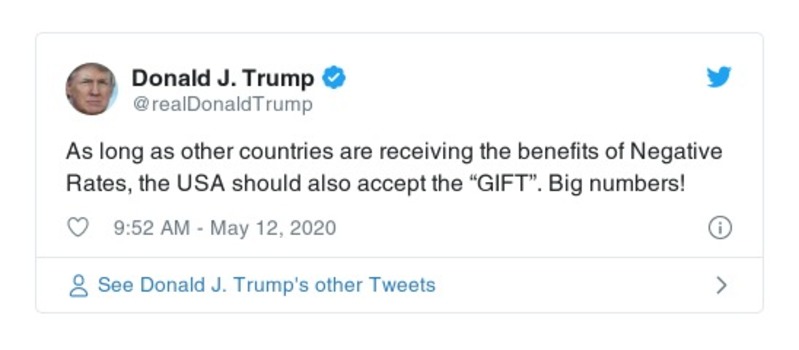 Donald J. Trump
@realDonaldTrump
As long as other countries are receiving the benefits of Negative
Rates, the USA should also accept the “GIFT”. Big numbers!
9:52 AM - May 12, 2020
See Donald J. Trump's other Tweets